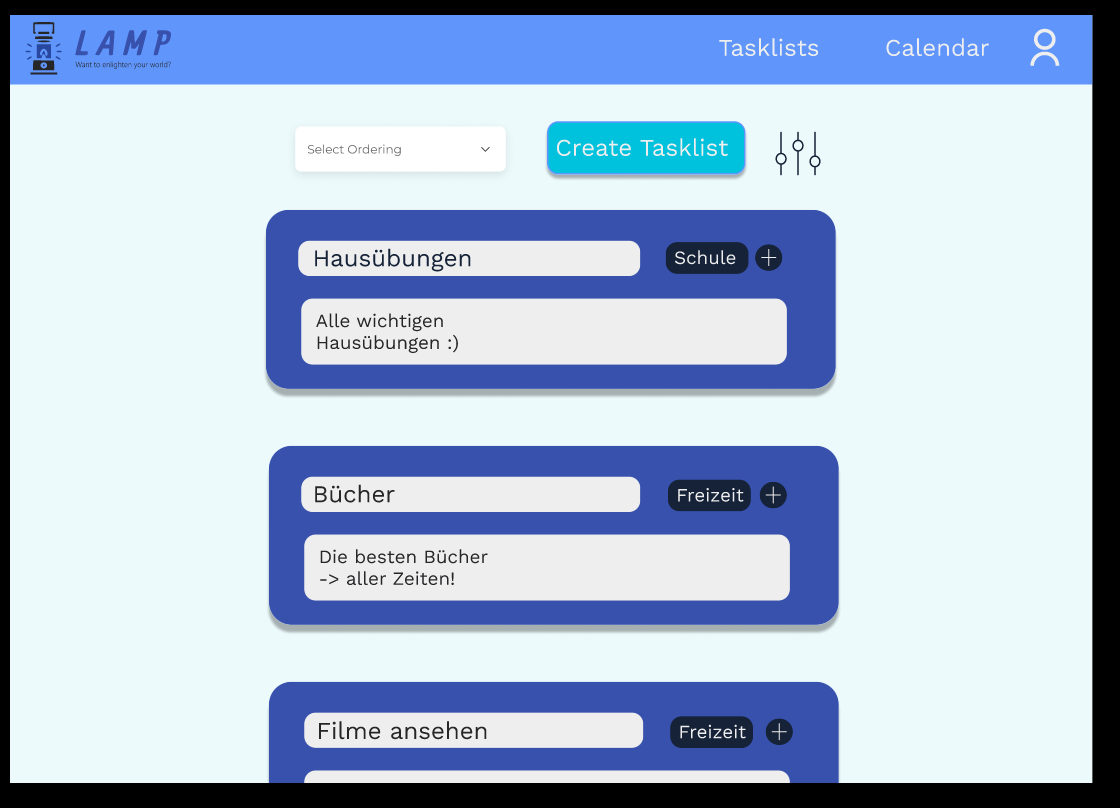 LAMP
Want to enlighten your world?
Tasklists
Calendar
Select Ordering
Create Tasklist
Hausübungen
Schule
Alle wichtigen
Hausübungen :)
Bücher
Freizeit
Die besten Bücher
-> aller Zeiten!
Filme ansehen
Freizeit